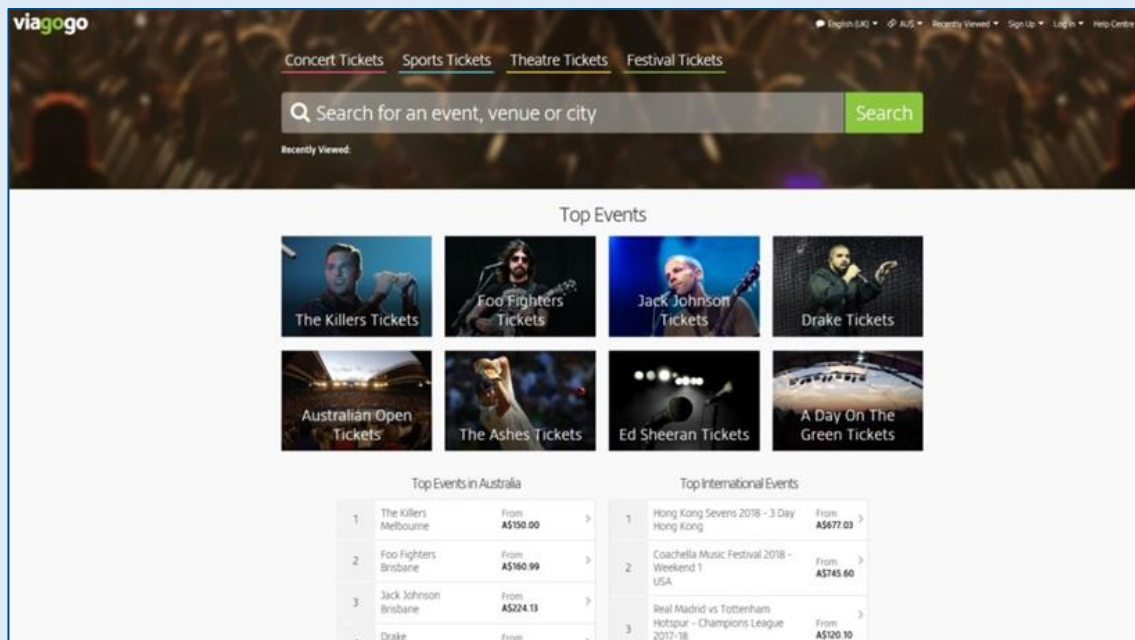 viagogo
English (UK) AU$ Recently Viewed Sign Up Log In Help Centre
Concert Tickets Sports Tickets Theatre Tickets Festival Tickets
Search for an event, venue or city
Search
Recently Viewed:
Top Events
The Killers Tickets
Foo Fighters
Tickets
Jack Johnson
Tickets
Drake Tickets
Australian Open
Tickets
The Ashes Tickets
Ed Sheeran Tickets
A Day On The
Green Tickets
Top Events in Australia
1
The Killers
Melbourne
From
A$150.00
2
Foo Fighters
Brisbane
From
A$160.99
3
Jack Johnson
Brisbane
From
A$224.13
Drake
From
Top International Events
1
Hong Kong Sevens 2018 - 3 Day
Hong Kong
From
A$677.03
2
Coachella Music Festival 2018 -
Weekend 1
USA
From
A$745.60
3
Real Madrid vs Tottenham
Hotspur - Champions League
2017-18
From
A$120.10